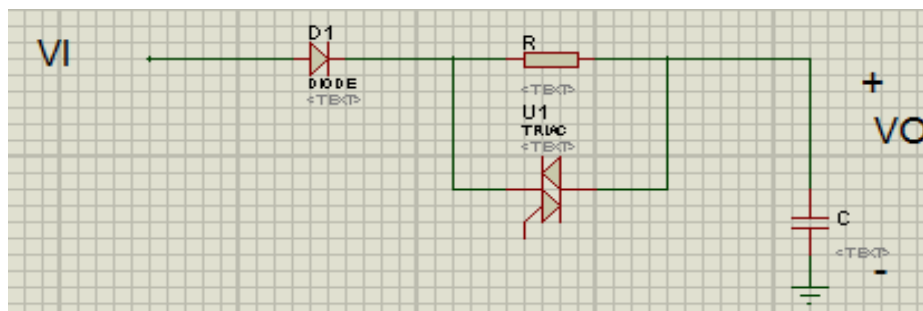 VI
D1
DIODE
<TEXT>
R
<TEXT>
U1
TRIAC
<TEXT>
+
VO
C
<TEXT>
-